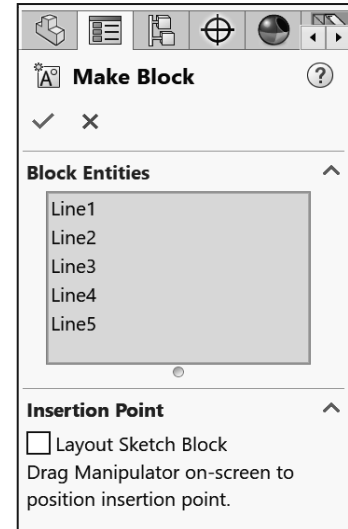 Make Block
?
Block Entities
Line1
Line2
Line3
Line4
Line5
Insertion Point
Layout Sketch Block
Drag Manipulator on-screen to
position insertion point.